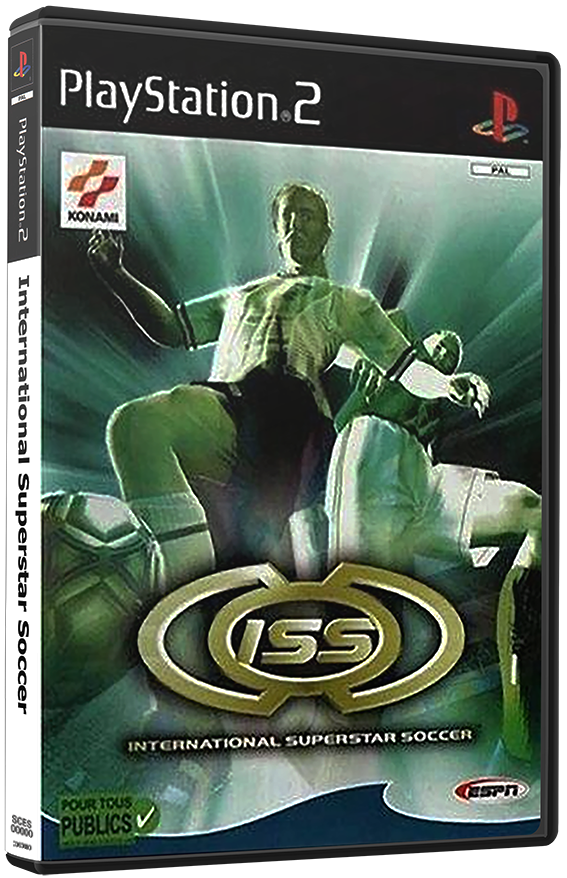 PAL
PlayStation.2
International Superstar Soccer
SCES
00000
PlayStation.2
PAL
KONAMI
ISS
INTERNATIONAL SUPERSTAR SOCCER
POUR TOUS
PUBLICS
ESPN